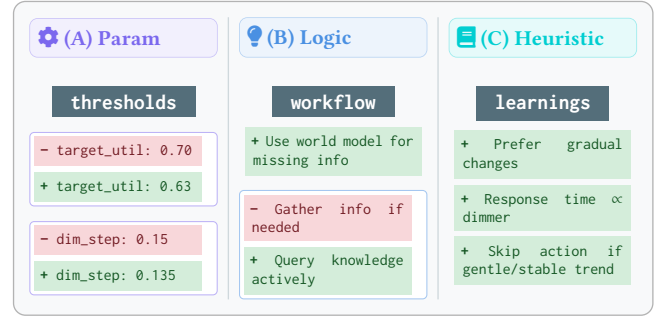 (A) Param
thresholds
− target_util: 0.70
+ target_util: 0.63
− dim_step: 0.15
+ dim_step: 0.135
(B) Logic
workflow
+ Use world model for
missing info
− Gather info if
needed
+ Query knowledge
actively
(C) Heuristic
learnings
+ Prefer gradual
changes
+ Response time ∝
dimmer
+ Skip action if
gentle/stable trend